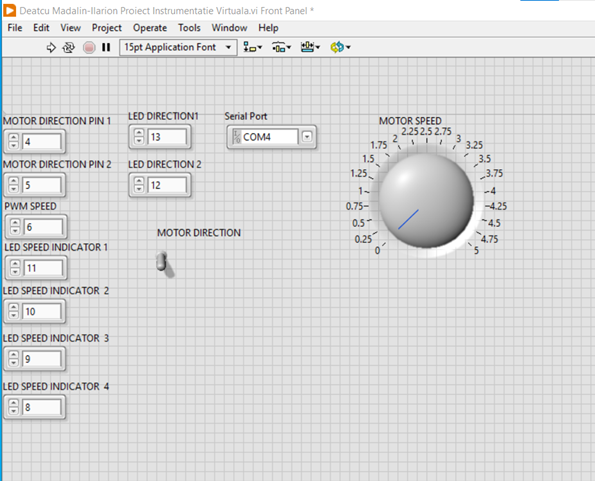 Deatcu Madalin-Ilarion Project Instrumentatie Virtuala.vi Front Panel *
File Edit View Project Operate Tools Window Help
15pt Application Font
MOTOR DIRECTION PIN 1
4
MOTOR DIRECTION PIN 2
5
PWM SPEED
6
LED SPEED INDICATOR 1
11
LED SPEED INDICATOR 2
10
LED SPEED INDICATOR 3
9
LED SPEED INDICATOR 4
8
LED DIRECTION1
13
LED DIRECTION 2
12
MOTOR DIRECTION
Serial Port
COM4
MOTOR SPEED
0
0.25
0.5
0.75
1
1.25
1.5
1.75
2
2.25
2.5
2.75
3
3.25
3.5
3.75
4
4.25
4.5
4.75
5